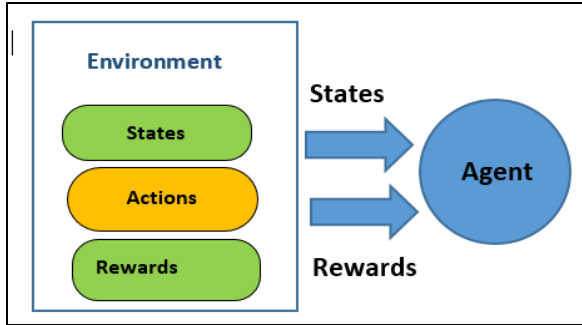 Environment
States
Actions
Rewards
States
Rewards
Agent